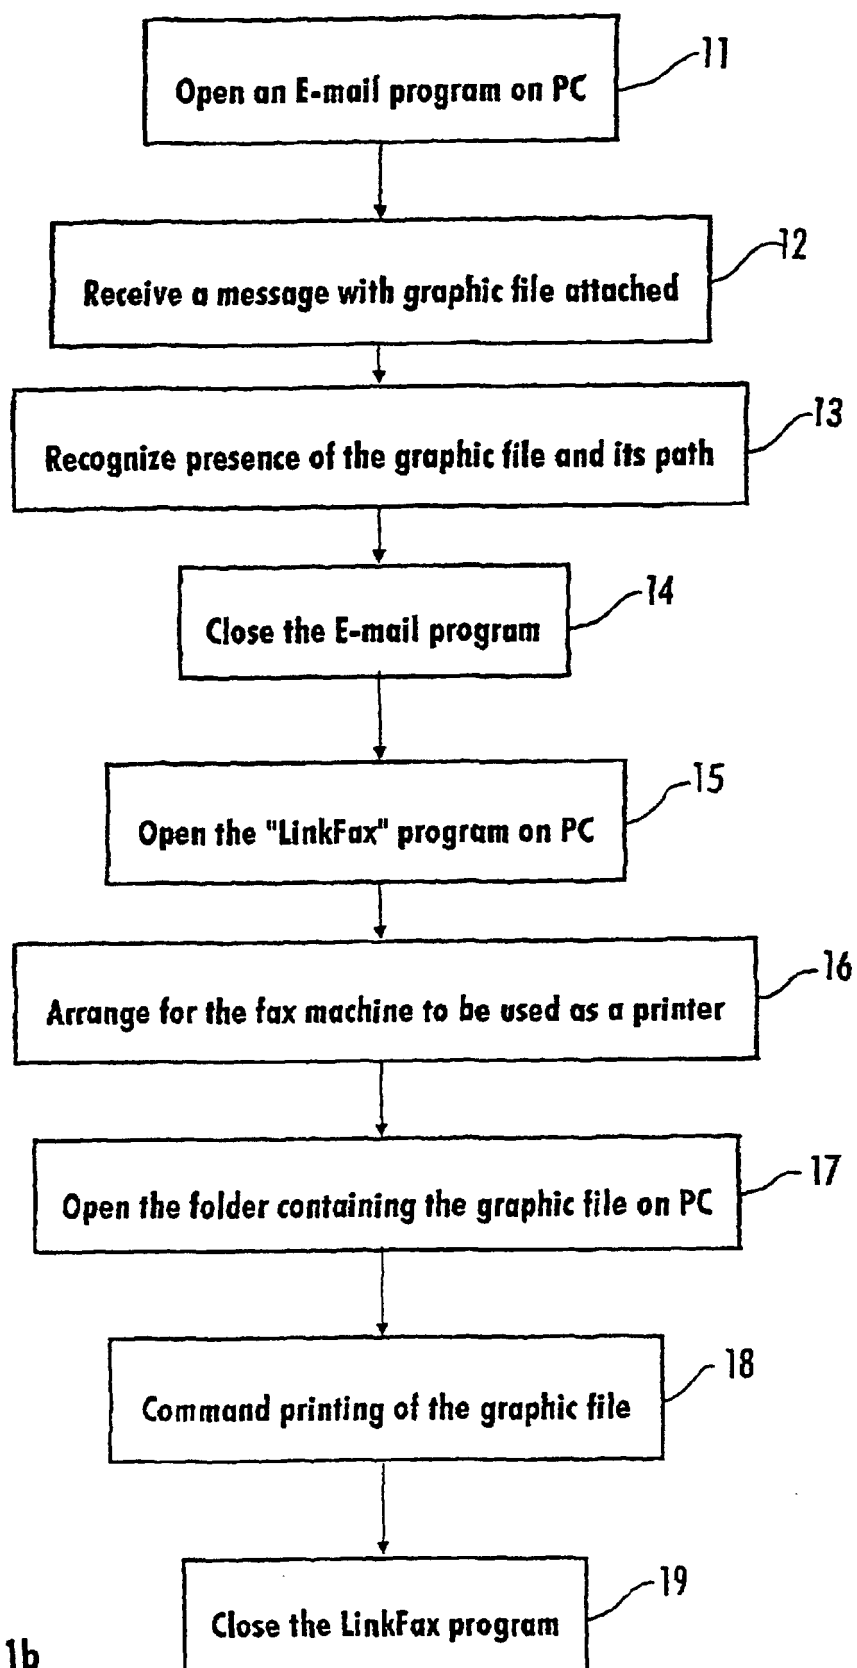 Open an E-mail program on PC
11
Receive a message with graphic file attached
12
Recognize presence of the graphic file and its path
13
Close the E-mail program
14
Open the "LinkFax" program on PC
15
Arrange for the fax machine to be used as a printer
16
Open the folder containing the graphic file on PC
17
Command printing of the graphic file
18
Close the LinkFax program
19
1b